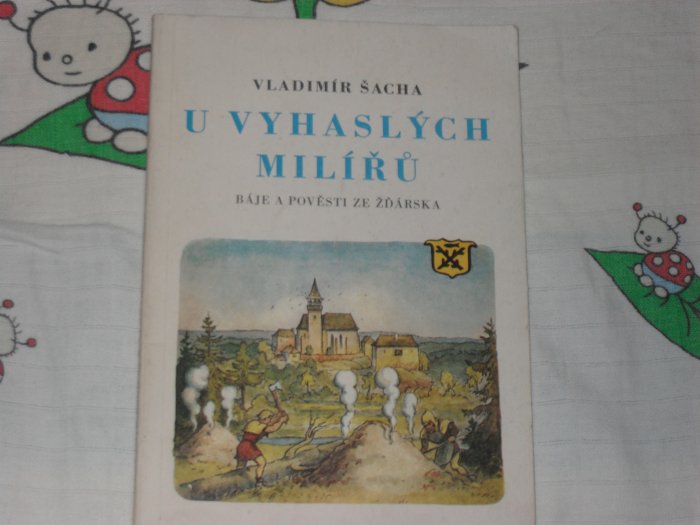 VLADIMÍR ŠACHA
U VYHASLÝCH
MILÍŘŮ
BÁJE A POVĚSTI ZE ŽĎÁRSKA